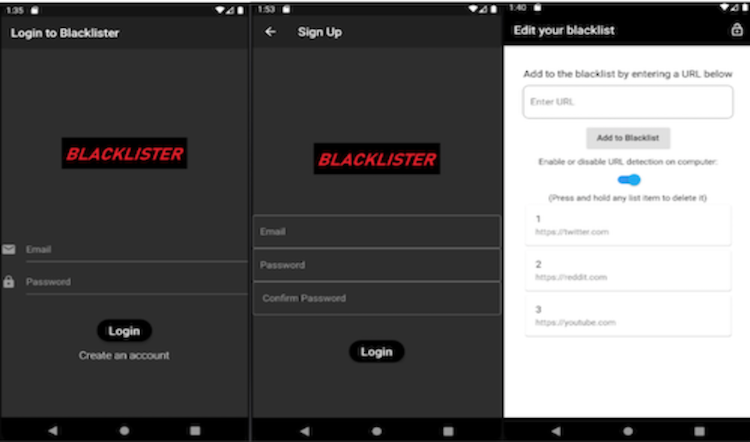 1:35
Login to Blacklister
BLACKLISTER
Email
Password
Login
Create an account
1:53
Sign Up
BLACKLISTER
Email
Password
Confirm Password
Login
1:40
Edit your blacklist
Add to the blacklist by entering a URL below
Enter URL
Add to Blacklist
Enable or disable URL detection on computer:
(Press and hold any list item to delete it)
1
https://twitter.com
2
https://reddit.com
3
https://youtube.com